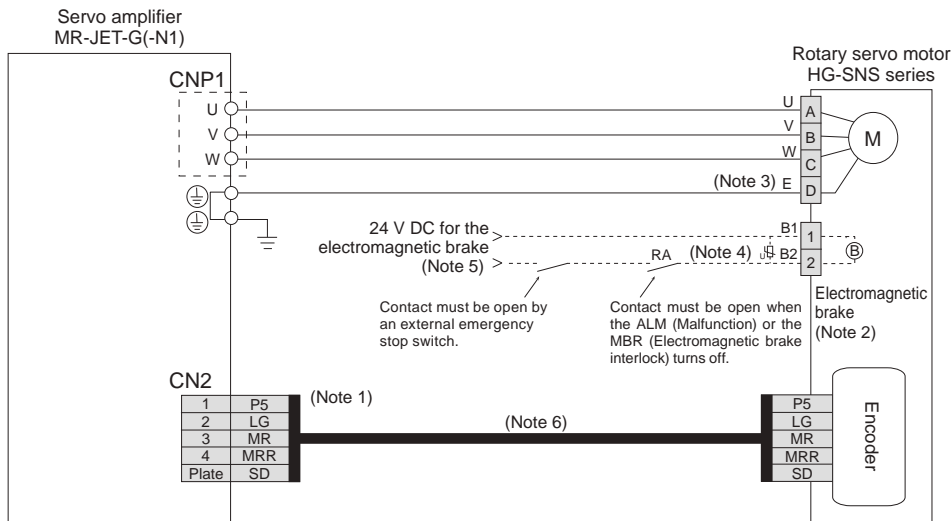 Servo amplifier
MR-JET-G(-N1)
Rotary servo motor
HG-SNS series
CNP1
U
V
W
U
V
W
(Note 3) E
A
B
C
D
M
24 V DC for the
electromagnetic brake
(Note 5)
RA
(Note 4)
U
B1
B2
1
2
B
Contact must be open by
an external emergency
stop switch.
Contact must be open when
the ALM (Malfunction) or the
MBR (Electromagnetic brake
interlock) turns off.
Electromagnetic
brake
(Note 2)
CN2
(Note 1)
(Note 6)
1 P5
2 LG
3 MR
4 MRR
Plate SD
P5
LG
MR
MRR
SD
Encoder